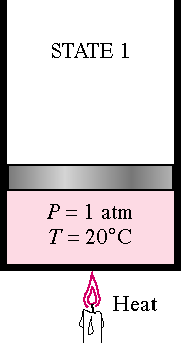 STATE 1
P = 1 atm
T = 20°C
Heat